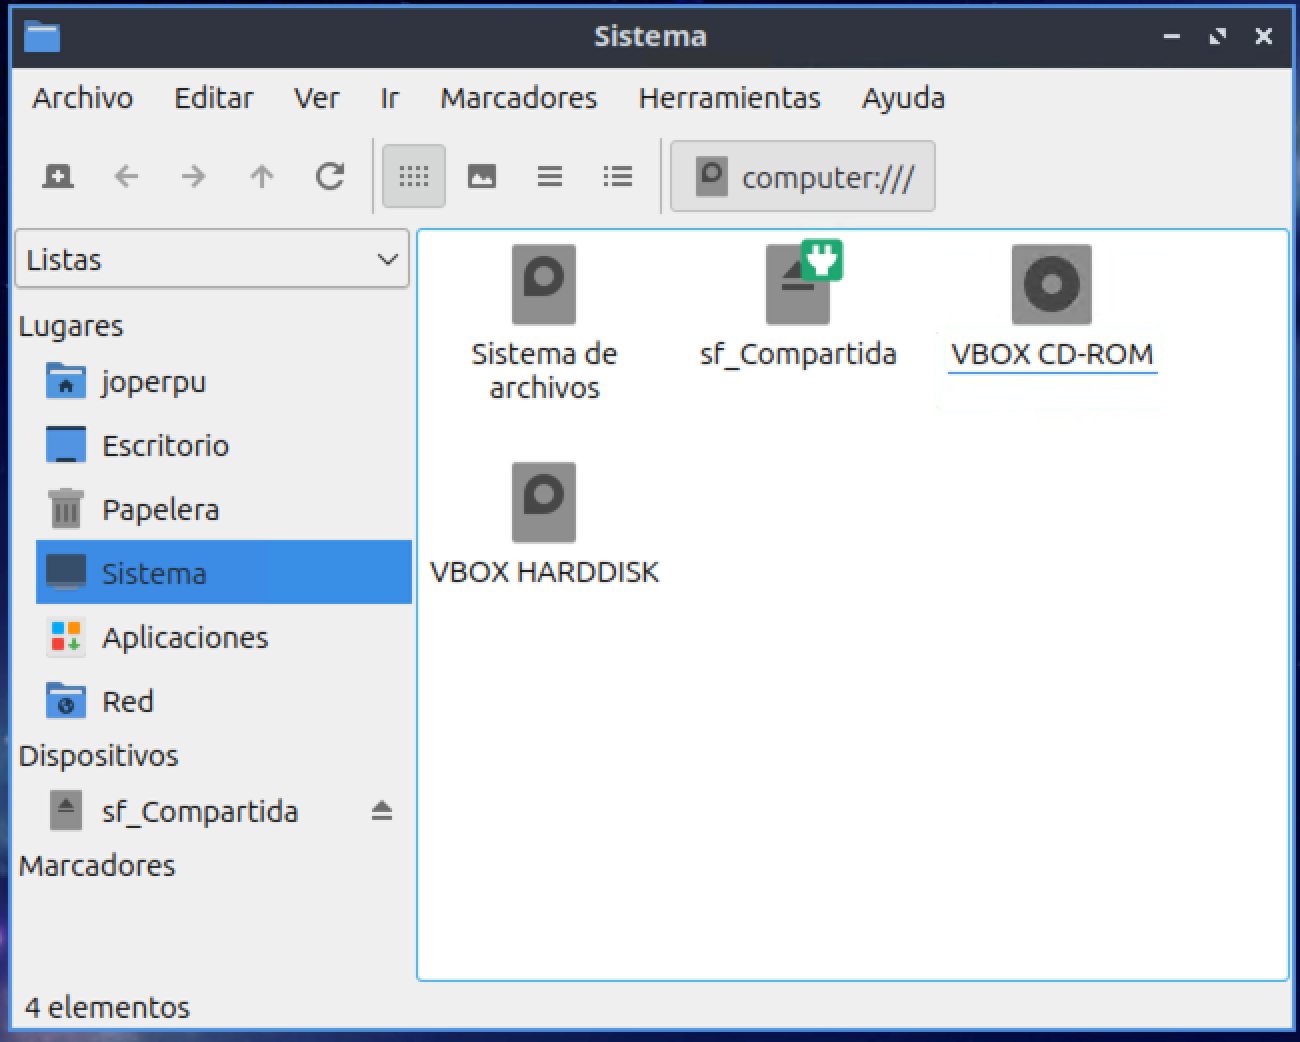 Sistema
Archivo Editar Ver Ir Marcadores Herramientas Ayuda
computer:///
Listas
Lugares
joperpu
Escritorio
Papelera
Sistema
Aplicaciones
Red
Dispositivos
sf_Compartida
Marcadores
Sistema de
archivos
sf_Compartida
VBOX CD-ROM
VBOX HARDDISK
4 elementos